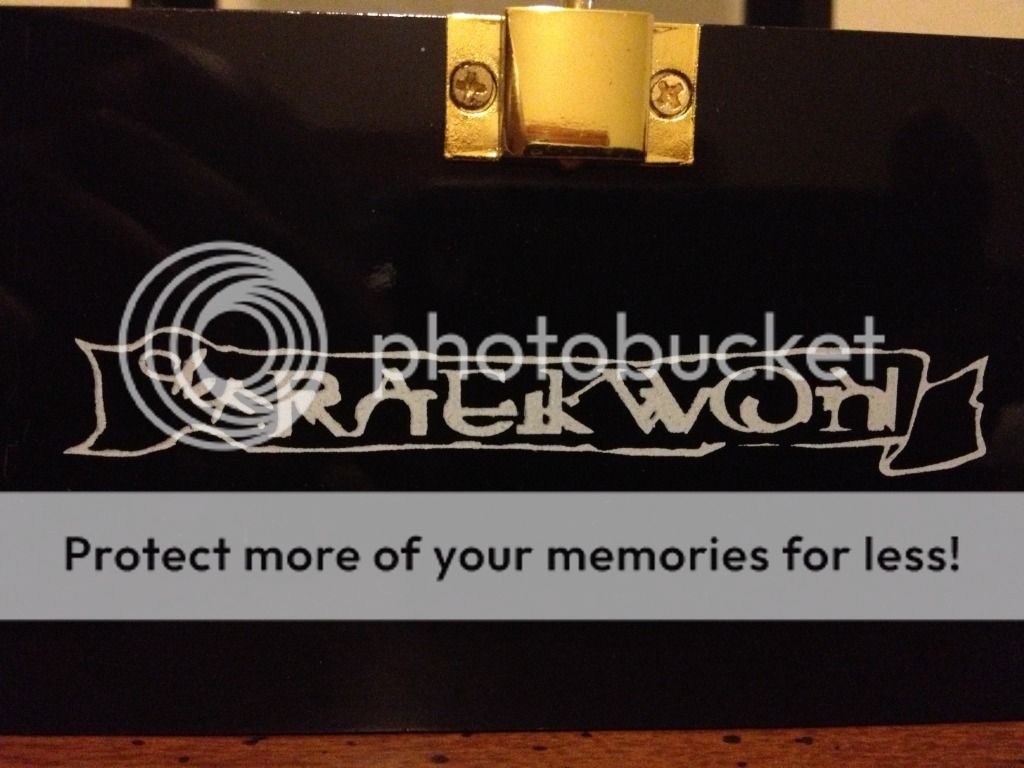 photobucket
RAEKWON
Protect more of your memories for less!